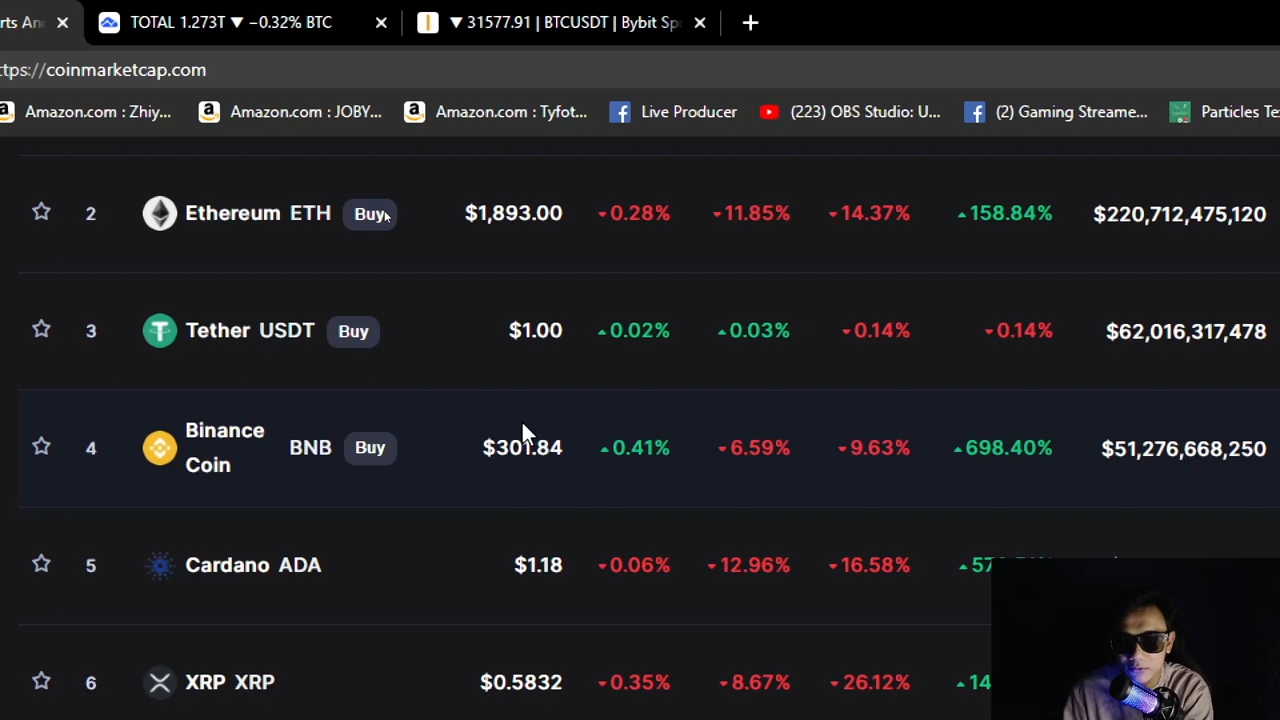 rts An
TOTAL 1.273T ▼ −0.32% BTC
▼ 31577.91 | BTCUSDT | Bybit Sp
ttps://coinmarketcap.com
Amazon.com : Zhiy...
Amazon.com : JOBY...
Amazon.com : Tyfot...
Live Producer
(223) OBS Studio: U...
(2) Gaming Streame...
Particles Te
2 Ethereum ETH Buy $1,893.00 0.28% 11.85% 14.37% 158.84% $220,712,475,120
3 Tether USDT Buy $1.00 0.02% 0.03% 0.14% 0.14% $62,016,317,478
4 Binance Coin BNB Buy $301.84 0.41% 6.59% 9.63% 698.40% $51,276,668,250
5 Cardano ADA $1.18 0.06% 12.96% 16.58%
6 XRP XRP $0.5832 0.35% 8.67% 26.12% 14